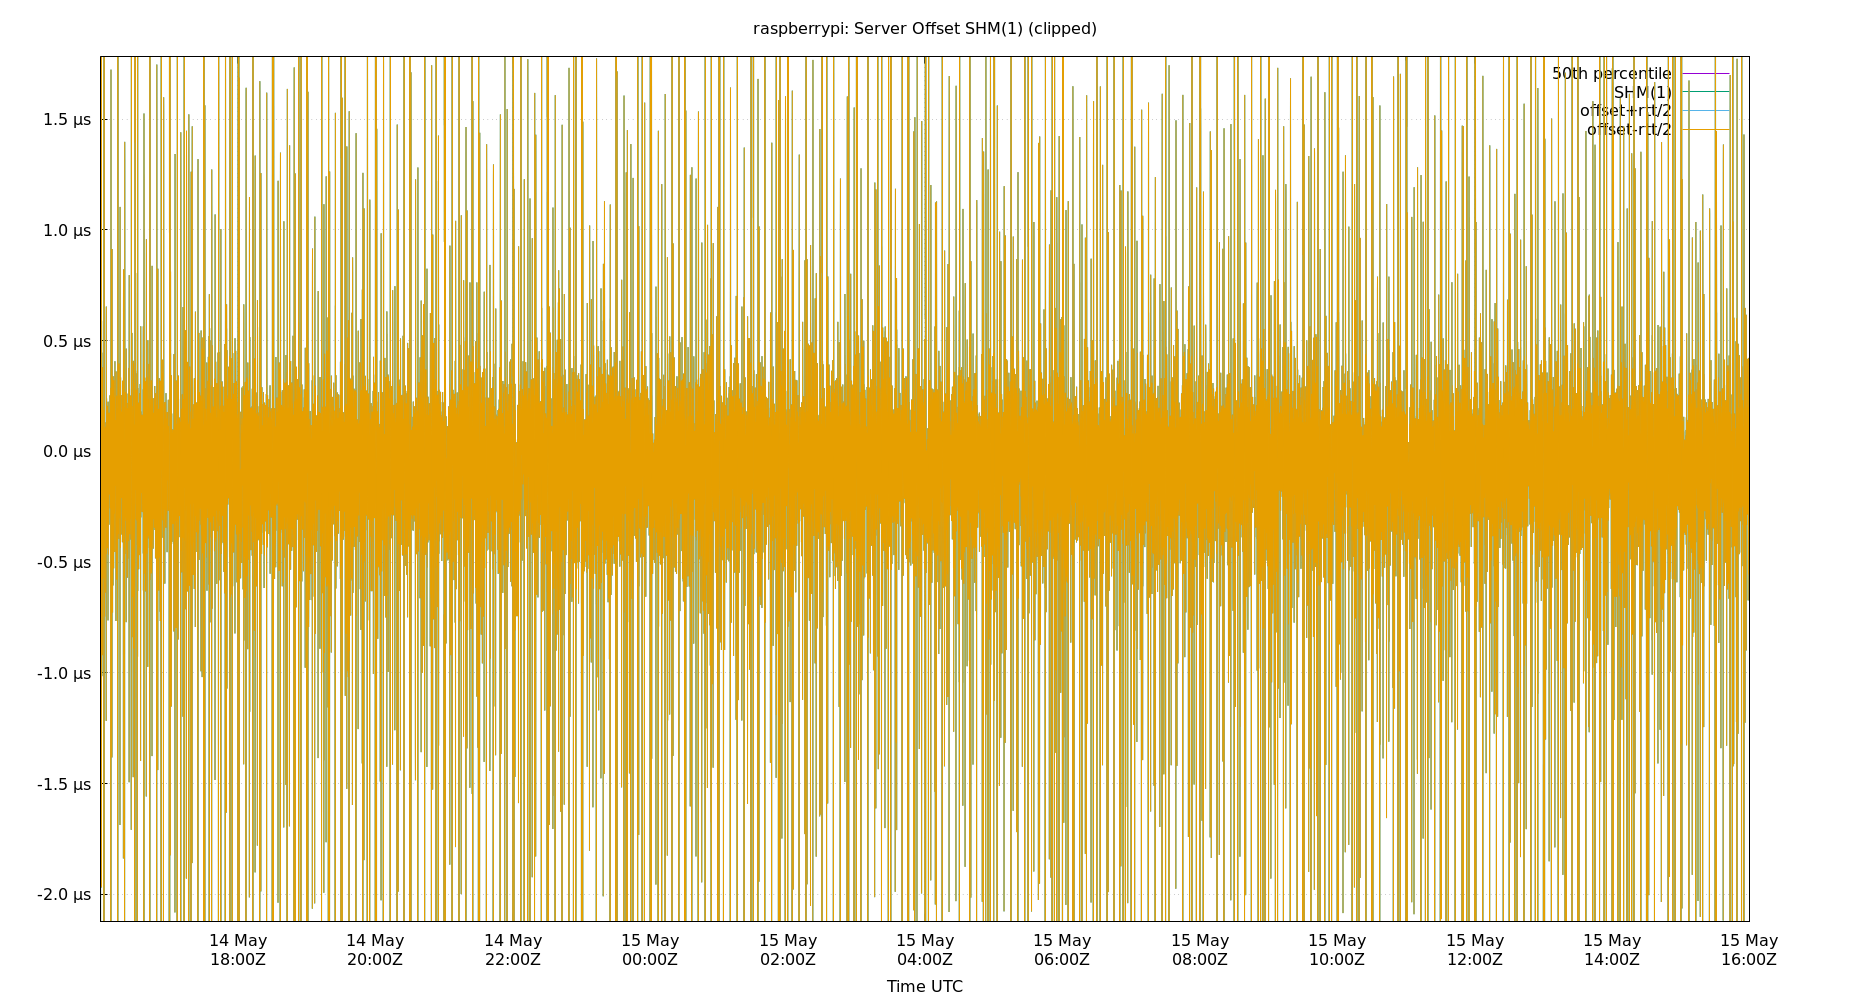 raspberrypi: Server Offset SHM(1) (clipped)
50th percentile
SHM(1)
offset+rtt/2
offset-rtt/2
1.5 µs
1.0 µs
0.5 µs
0.0 µs
-0.5 µs
-1.0 µs
-1.5 µs
-2.0 µs
14 May 14 May 14 May 15 May 15 May 15 May 15 May 15 May 15 May 15 May 15 May 15 May
18:00Z 20:00Z 22:00Z 00:00Z 02:00Z 04:00Z 06:00Z 08:00Z 10:00Z 12:00Z 14:00Z 16:00Z
Time UTC